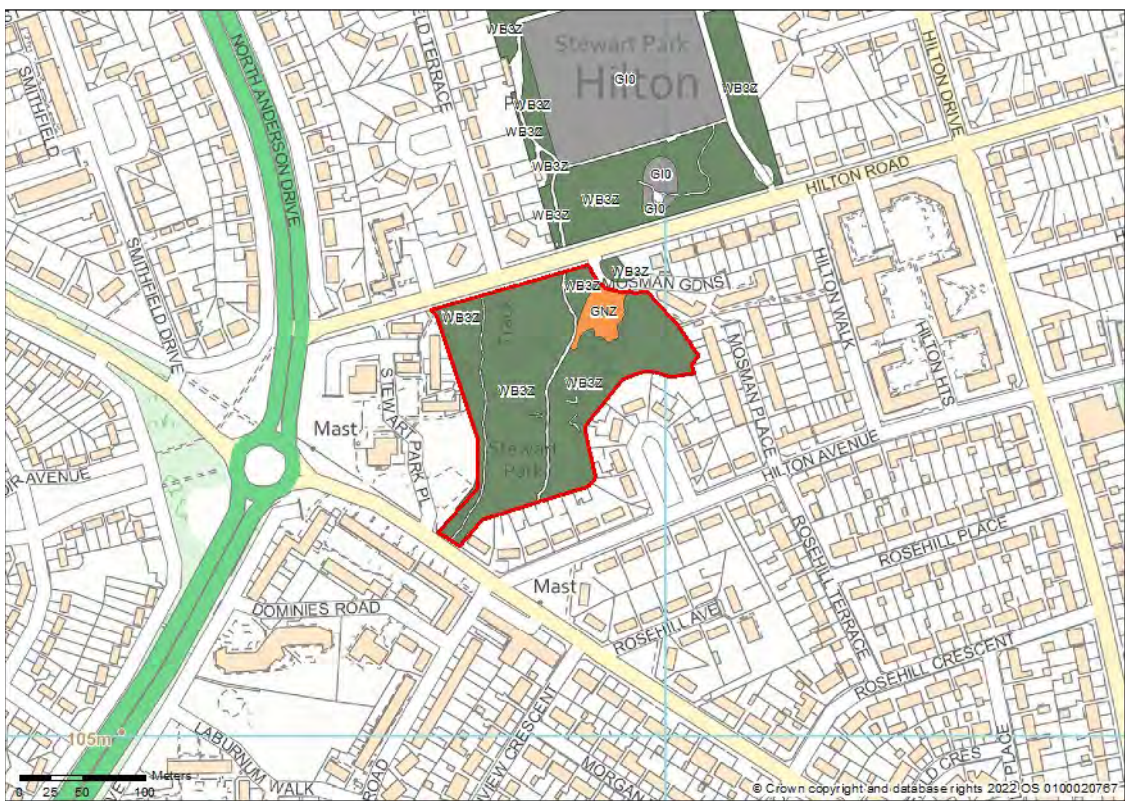 WB3Z
SMITHFIELD
NORTH ANDERSON DRIVE
TERRACE
Stewart Park
Hilton
GI0
WB3Z
WB3Z
WB3Z
WB3Z
HILTON DRIVE
HILTON ROAD
WB3Z
GI0
GI0
WB3Z
SMITHFIELD DRIVE
WB3Z
WB3Z
MOSMAN GDNS
GNZ
WB3Z
Track
HILTON WALK
HILTON HTS
MOSMAN PLACE
STEWART PARK PL
WB3Z
WB3Z
Mast
Stewart
Park
AVENUE
HILTON AVENUE
ROSEHILL PLACE
ROSEHILL TERRACE
Mast
DOMINIES ROAD
ROSEHILL AVE
ROSEHILL CRESCENT
105m
LABURNUM WALK
ROAD
CRESCENT
MORGAN
CRES
PLACE
Meters
0 25 50 100
© Crown copyright and database rights 2022 OS 0100020767